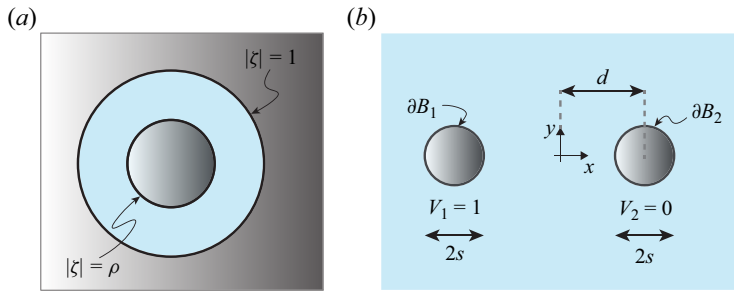 (a)
|ζ| = 1
|ζ| = ρ
(b)
d
∂B₁
∂B₂
y
x
V₁ = 1
V₂ = 0
2s
2s